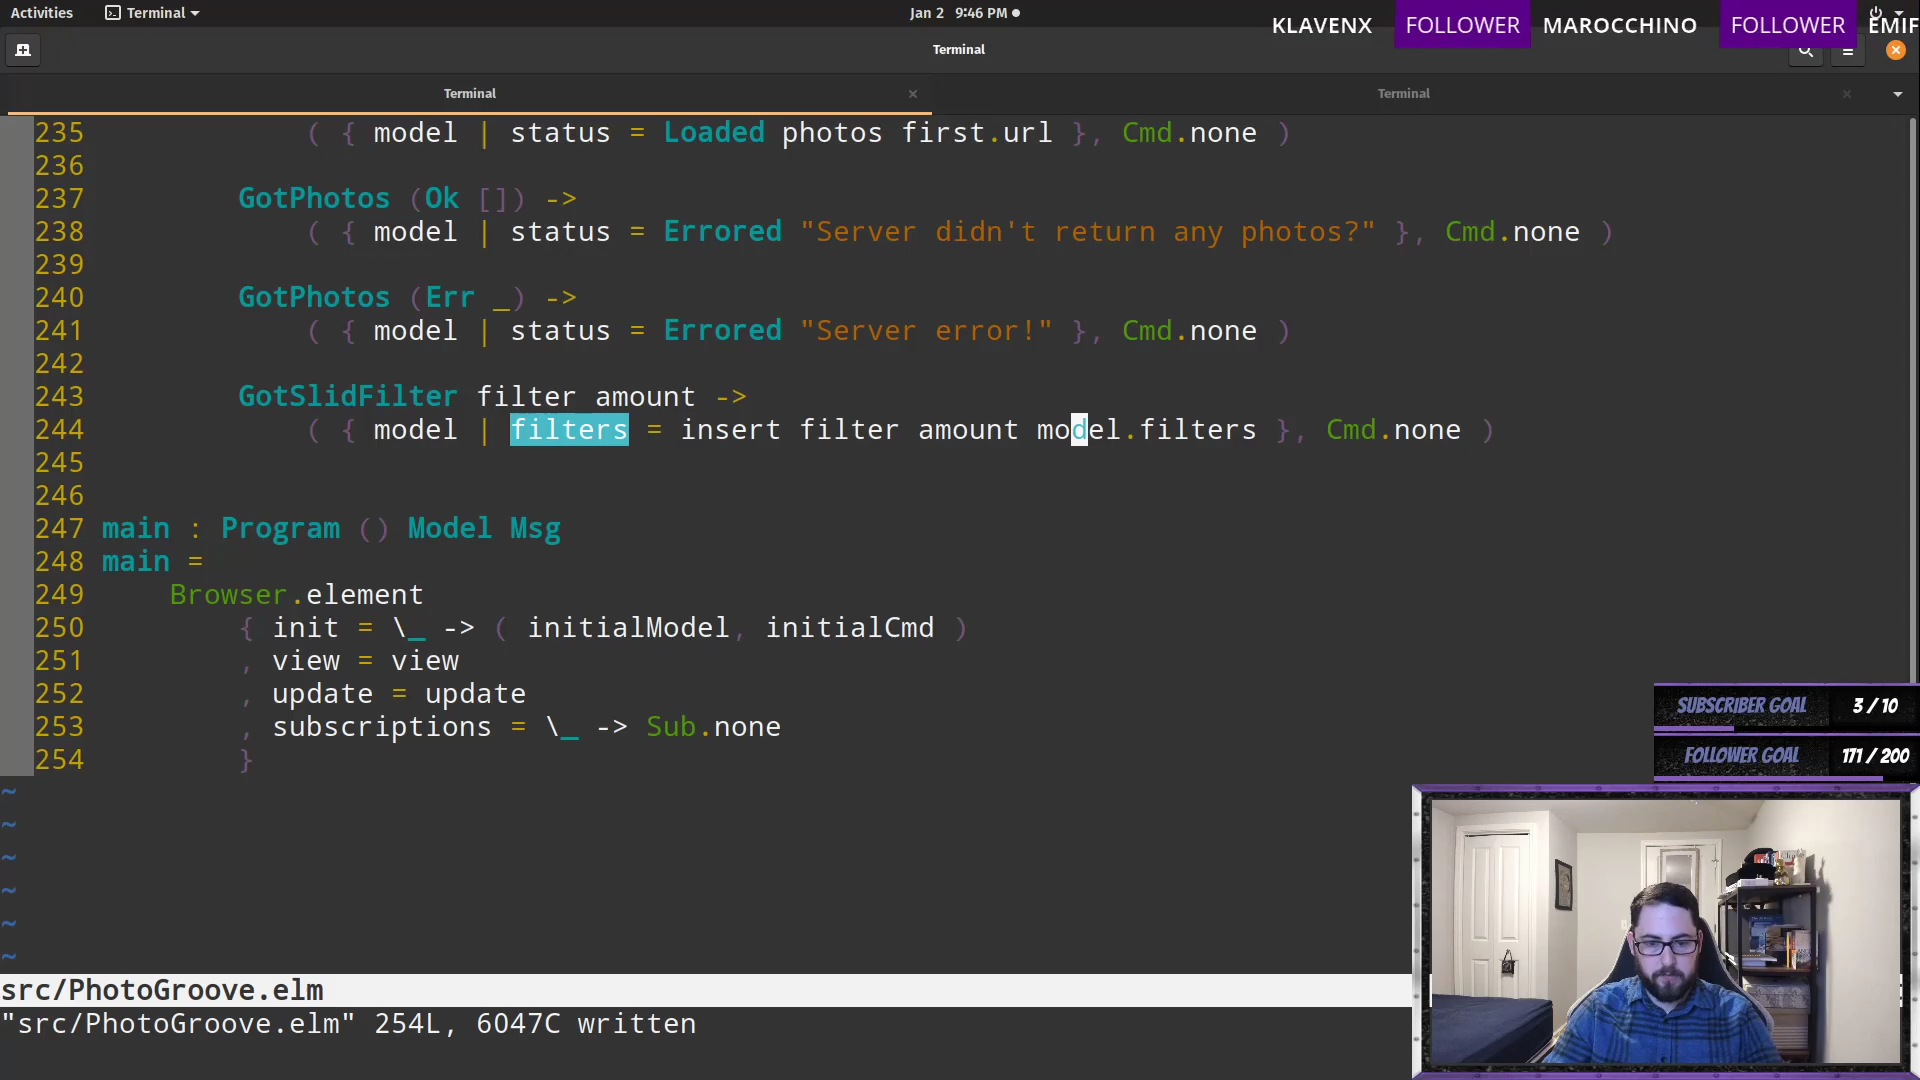 Activities Terminal Jan 2 9:46 PM
KLAVENX FOLLOWER MAROCCHINO FOLLOWER EMIF
Terminal
Terminal Terminal
235 ( { model | status = Loaded photos first.url }, Cmd.none )
236
237 GotPhotos (Ok []) ->
238 ( { model | status = Errored "Server didn't return any photos?" }, Cmd.none )
239
240 GotPhotos (Err _) ->
241 ( { model | status = Errored "Server error!" }, Cmd.none )
242
243 GotSlidFilter filter amount ->
244 ( { model | filters = insert filter amount model.filters }, Cmd.none )
245
246
247 main : Program () Model Msg
248 main =
249 Browser.element
250 { init = \_ -> ( initialModel, initialCmd )
251 , view = view
252 , update = update
253 , subscriptions = \_ -> Sub.none
254 }
~
~
~
~
~
~
SUBSCRIBER GOAL 3 / 10
FOLLOWER GOAL 171 / 200
src/PhotoGroove.elm
"src/PhotoGroove.elm" 254L, 6047C written